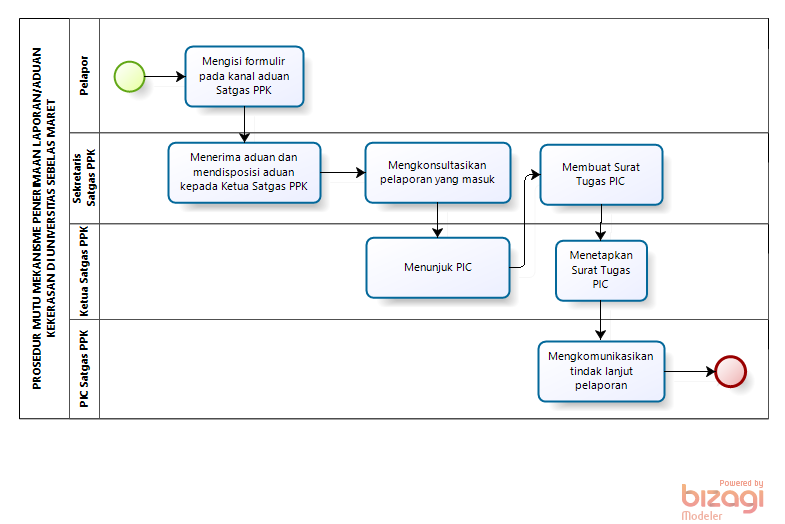 PROSEDUR MUTU MEKANISME PENERIMAAN LAPORAN/ADUAN
KEKERASAN DI UNIVERSITAS SEBELAS MARET
Pelapor
Mengisi formulir
pada kanal aduan
Satgas PPK
Sekretaris
Satgas PPK
Menerima aduan dan
mendisposisi aduan
kepada Ketua Satgas PPK
Mengkonsultasikan
pelaporan yang masuk
Membuat Surat
Tugas PIC
Ketua Satgas PPK
Menunjuk PIC
Menetapkan
Surat Tugas
PIC
PIC Satgas PPK
Mengkomunikasikan
tindak lanjut
pelaporan
Powered by
bizagi
Modeler